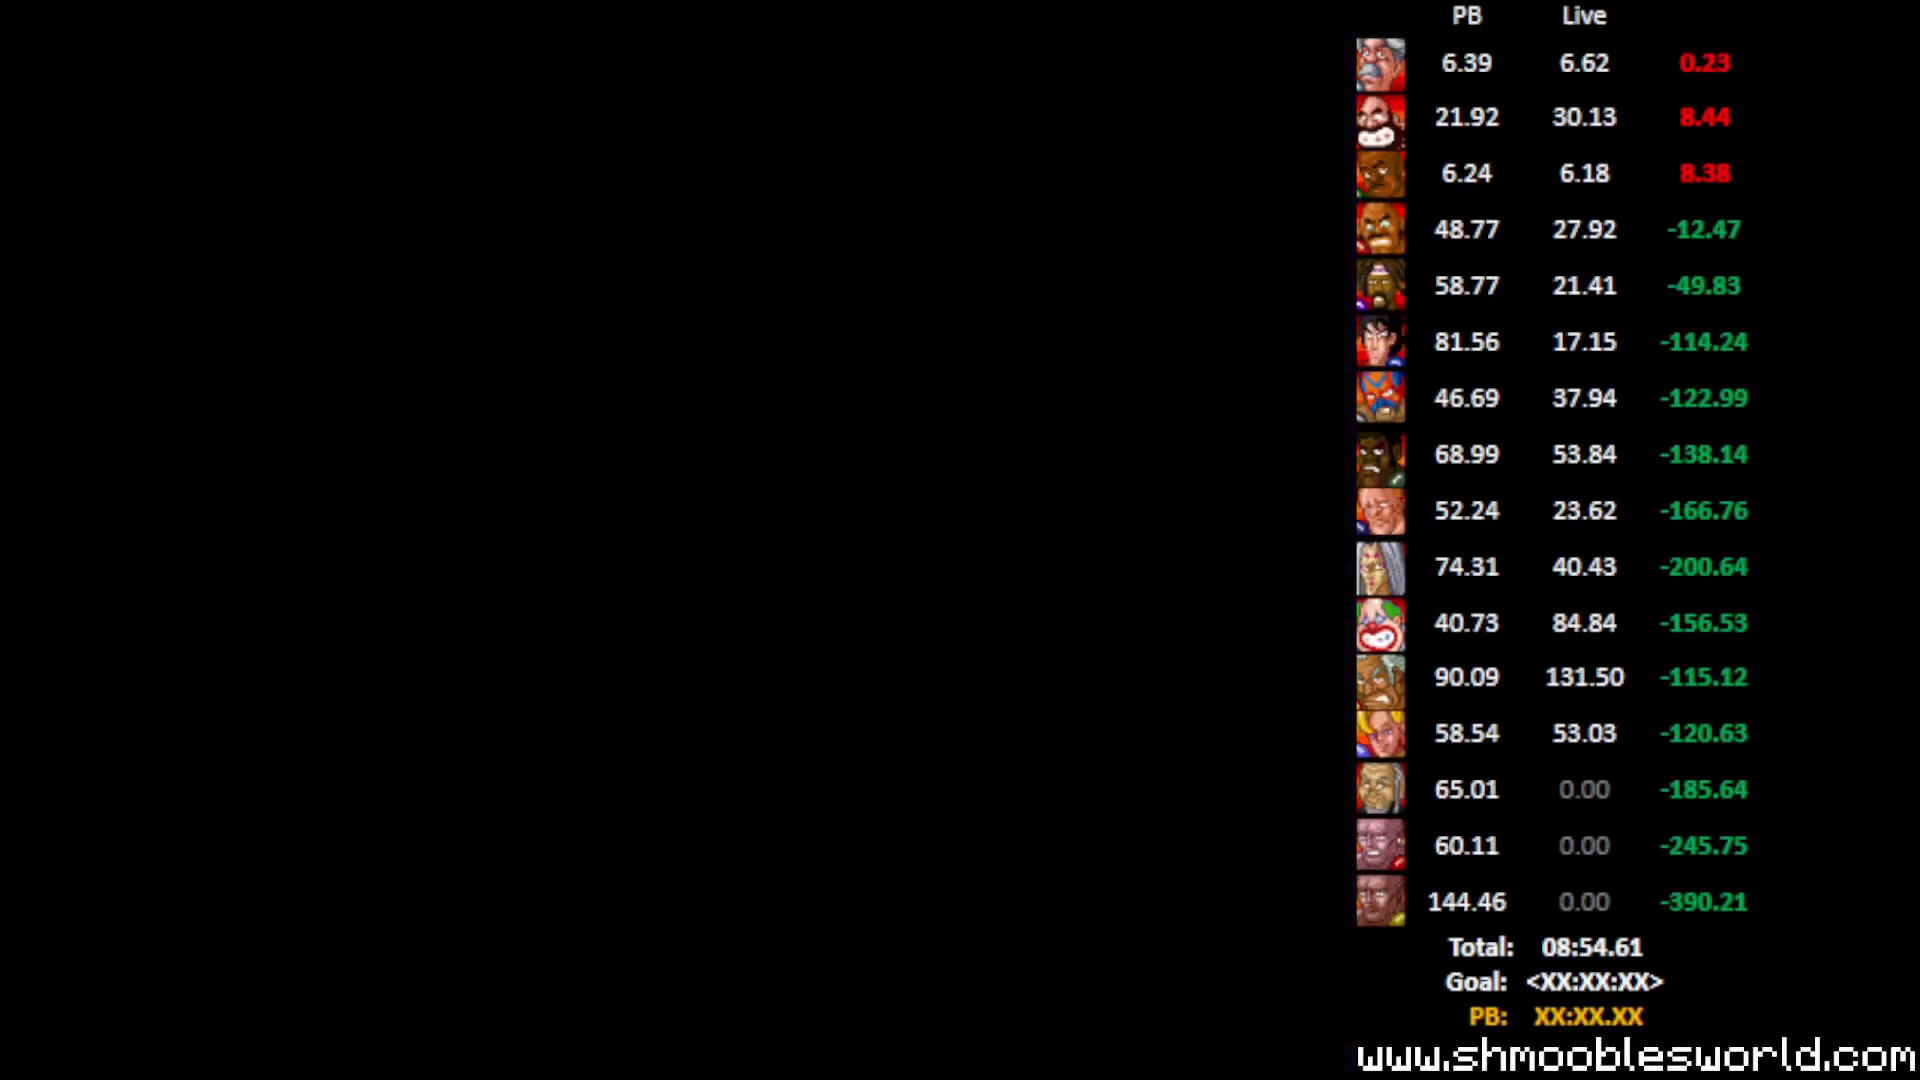 PB Live
6.39 6.62 0.23
21.92 30.13 8.44
6.24 6.18 8.38
48.77 27.92 -12.47
58.77 21.41 -49.83
81.56 17.15 -114.24
46.69 37.94 -122.99
68.99 53.84 -138.14
52.24 23.62 -166.76
74.31 40.43 -200.64
40.73 84.84 -156.53
90.09 131.50 -115.12
58.54 53.03 -120.63
65.01 0.00 -185.64
60.11 0.00 -245.75
144.46 0.00 -390.21
Total: 08:54.61
Goal: <XX:XX:XX>
PB: XX:XX.XX
www.shmooblesworld.com